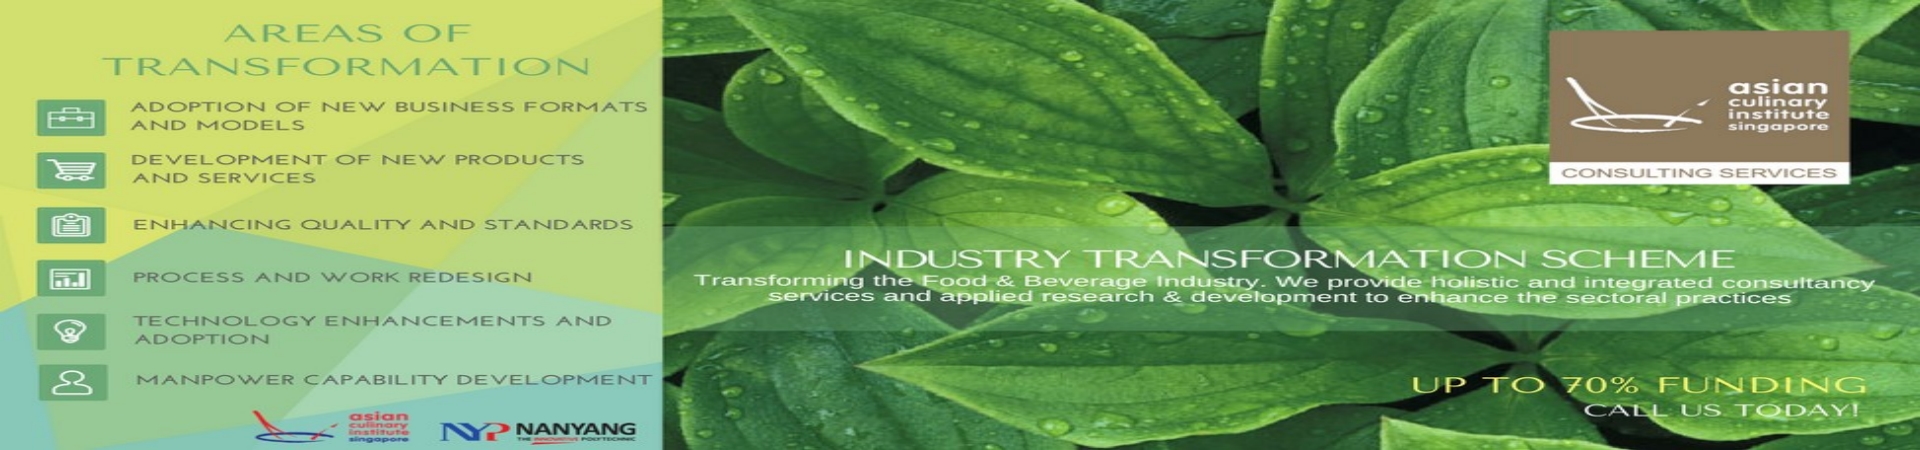 AREAS OF
TRANSFORMATION
ADOPTION OF NEW BUSINESS FORMATS
AND MODELS
DEVELOPMENT OF NEW PRODUCTS
AND SERVICES
ENHANCING QUALITY AND STANDARDS
PROCESS AND WORK REDESIGN
TECHNOLOGY ENHANCEMENTS AND
ADOPTION
MANPOWER CAPABILITY DEVELOPMENT
asian
culinary
institute
singapore
NYP NANYANG
THE INNOVATIVE POLYTECHNIC
asian
culinary
institute
singapore
CONSULTING SERVICES
INDUSTRY TRANSFORMATION SCHEME
Transforming the Food & Beverage Industry. We provide holistic and integrated consultancy
services and applied research & development to enhance the sectoral practices
UP TO 70% FUNDING
CALL US TODAY!